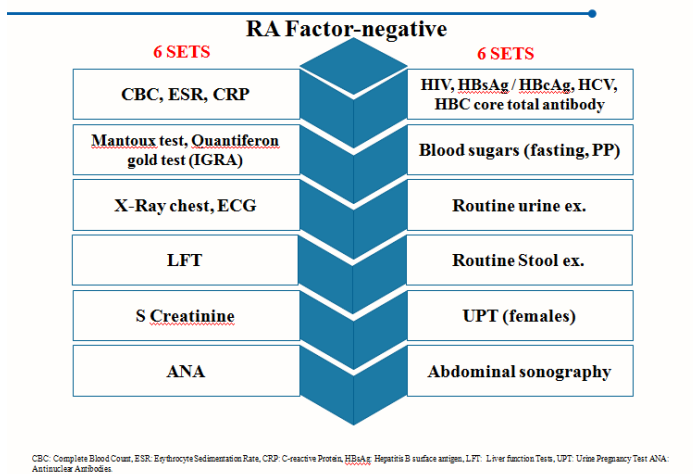 RA Factor-negative
6 SETS
6 SETS
CBC, ESR, CRP
HIV, HBsAg / HBcAg, HCV,
HBC core total antibody
Mantoux test, Quantiferon
gold test (IGRA)
Blood sugars (fasting, PP)
X-Ray chest, ECG
Routine urine ex.
LFT
Routine Stool ex.
S Creatinine
UPT (females)
ANA
Abdominal sonography
CBC: Complete Blood Count, ESR: Erythrocyte Sedimentation Rate, CRP: C-reactive Protein, HBsAg: Hepatitis B surface antigen, LFT: Liver function Tests, UPT: Urine Pregnancy Test ANA:
Antinuclear Antibodies.